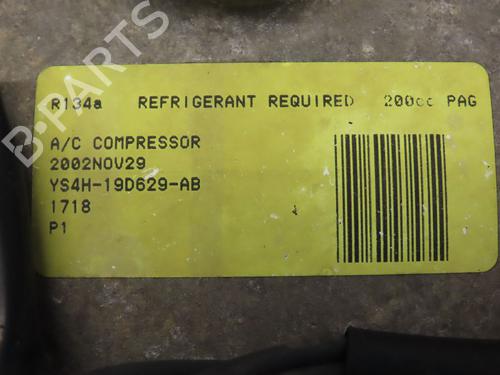 B-PARTS
R134a REFRIGERANT REQUIRED 200cc PAG
A/C COMPRESSOR
2002NOV29
YS4H-19D629-AB
1718
P1